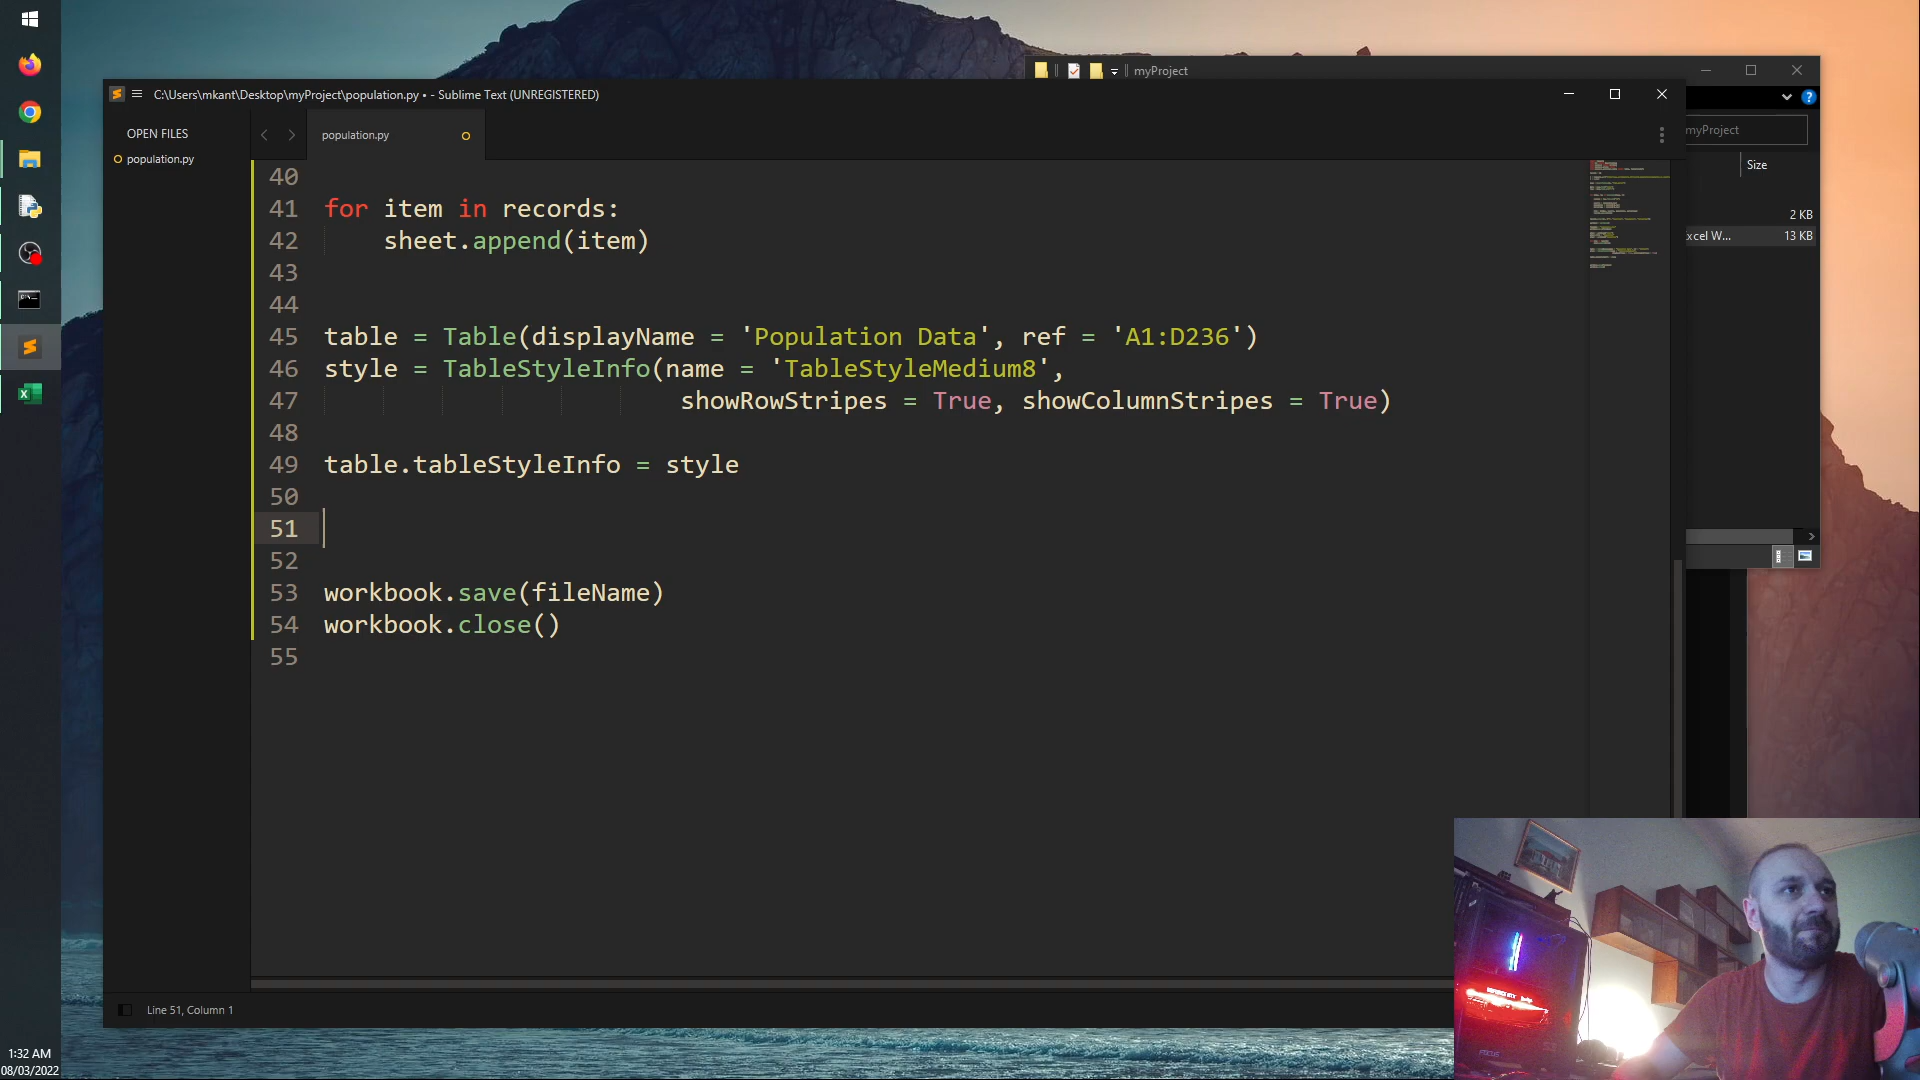 myProject
C:\Users\mkant\Desktop\myProject\population.py • - Sublime Text (UNREGISTERED)
OPEN FILES
population.py
population.py
myProject
Size
2 KB
xcel W...
13 KB
40
41 for item in records:
42 sheet.append(item)
43
44
45 table = Table(displayName = 'Population Data', ref = 'A1:D236')
46 style = TableStyleInfo(name = 'TableStyleMedium8',
47 showRowStripes = True, showColumnStripes = True)
48
49 table.tableStyleInfo = style
50
51
52
53 workbook.save(fileName)
54 workbook.close()
55
Line 51, Column 1
1:32 AM
08/03/2022